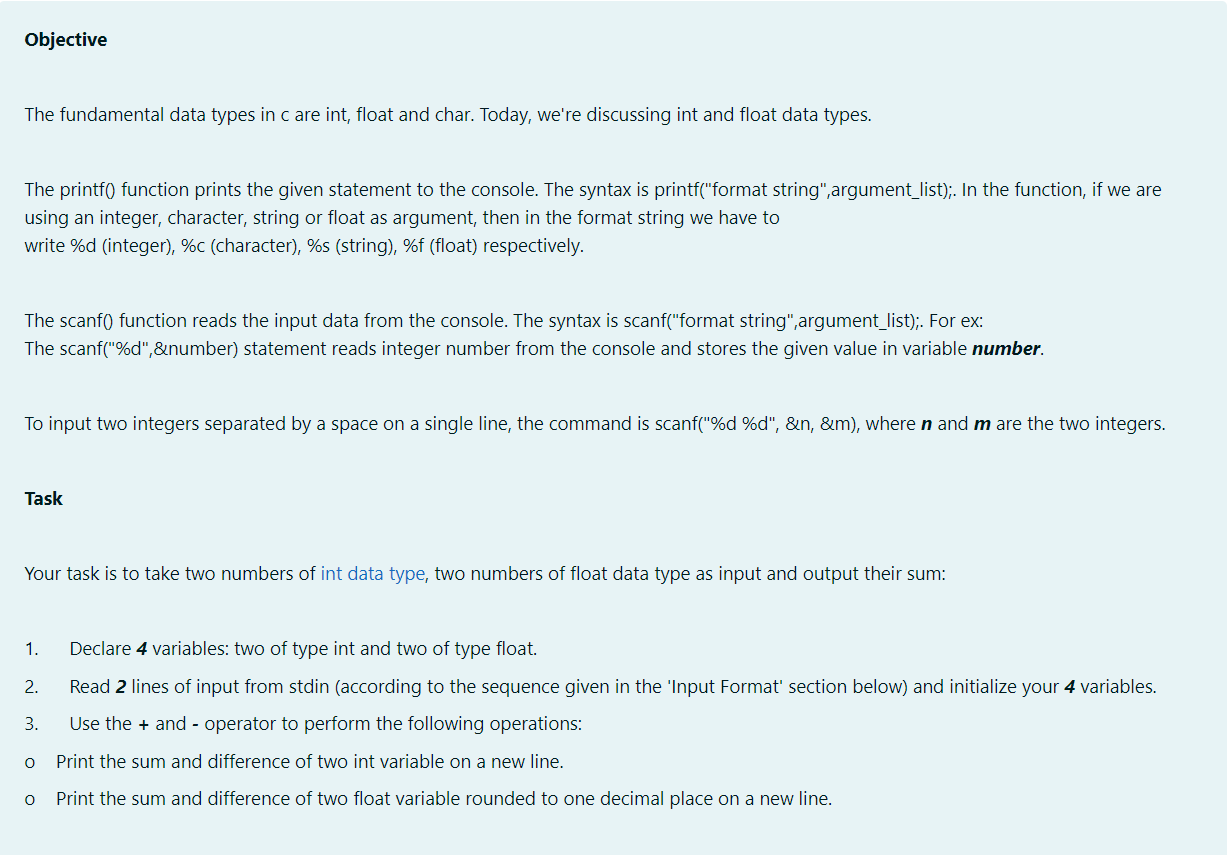 Objective
The fundamental data types in c are int, float and char. Today, we're discussing int and float data types.
The printf() function prints the given statement to the console. The syntax is printf("format string",argument_list);. In the function, if we are
using an integer, character, string or float as argument, then in the format string we have to
write %d (integer), %c (character), %s (string), %f (float) respectively.
The scanf() function reads the input data from the console. The syntax is scanf("format string",argument_list);. For ex:
The scanf("%d",&number) statement reads integer number from the console and stores the given value in variable number.
To input two integers separated by a space on a single line, the command is scanf("%d %d", &n, &m), where n and m are the two integers.
Task
Your task is to take two numbers of int data type, two numbers of float data type as input and output their sum:
1. Declare 4 variables: two of type int and two of type float.
2. Read 2 lines of input from stdin (according to the sequence given in the 'Input Format' section below) and initialize your 4 variables.
3. Use the + and - operator to perform the following operations:
o Print the sum and difference of two int variable on a new line.
o Print the sum and difference of two float variable rounded to one decimal place on a new line.